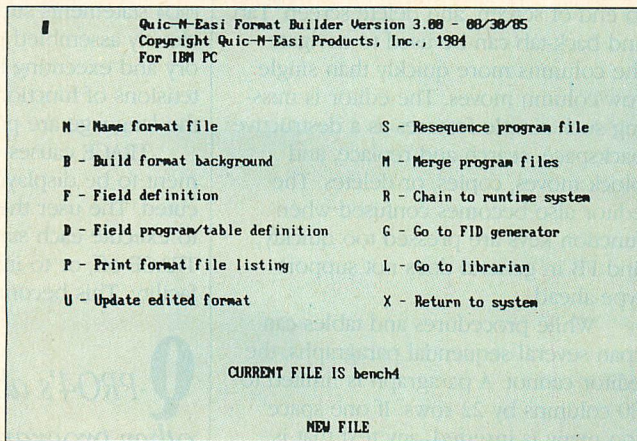 Quic-N-Easi Format Builder Version 3.00 - 08/30/85
Copyright Quic-N-Easi Products, Inc., 1984
For IBM PC
N - Name format file
S - Resequence program file
B - Build format background
M - Merge program files
F - Field definition
R - Chain to runtime system
D - Field program/table definition
G - Go to FID generator
P - Print format file listing
L - Go to librarian
U - Update edited format
X - Return to system
CURRENT FILE IS bench4
NEW FILE